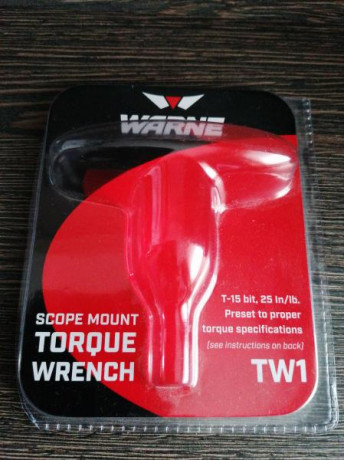 WARNE
T-15 bit, 25 In/lb.
Preset to proper
torque specifications
(see instructions on back)
SCOPE MOUNT
TORQUE
WRENCH
TW1